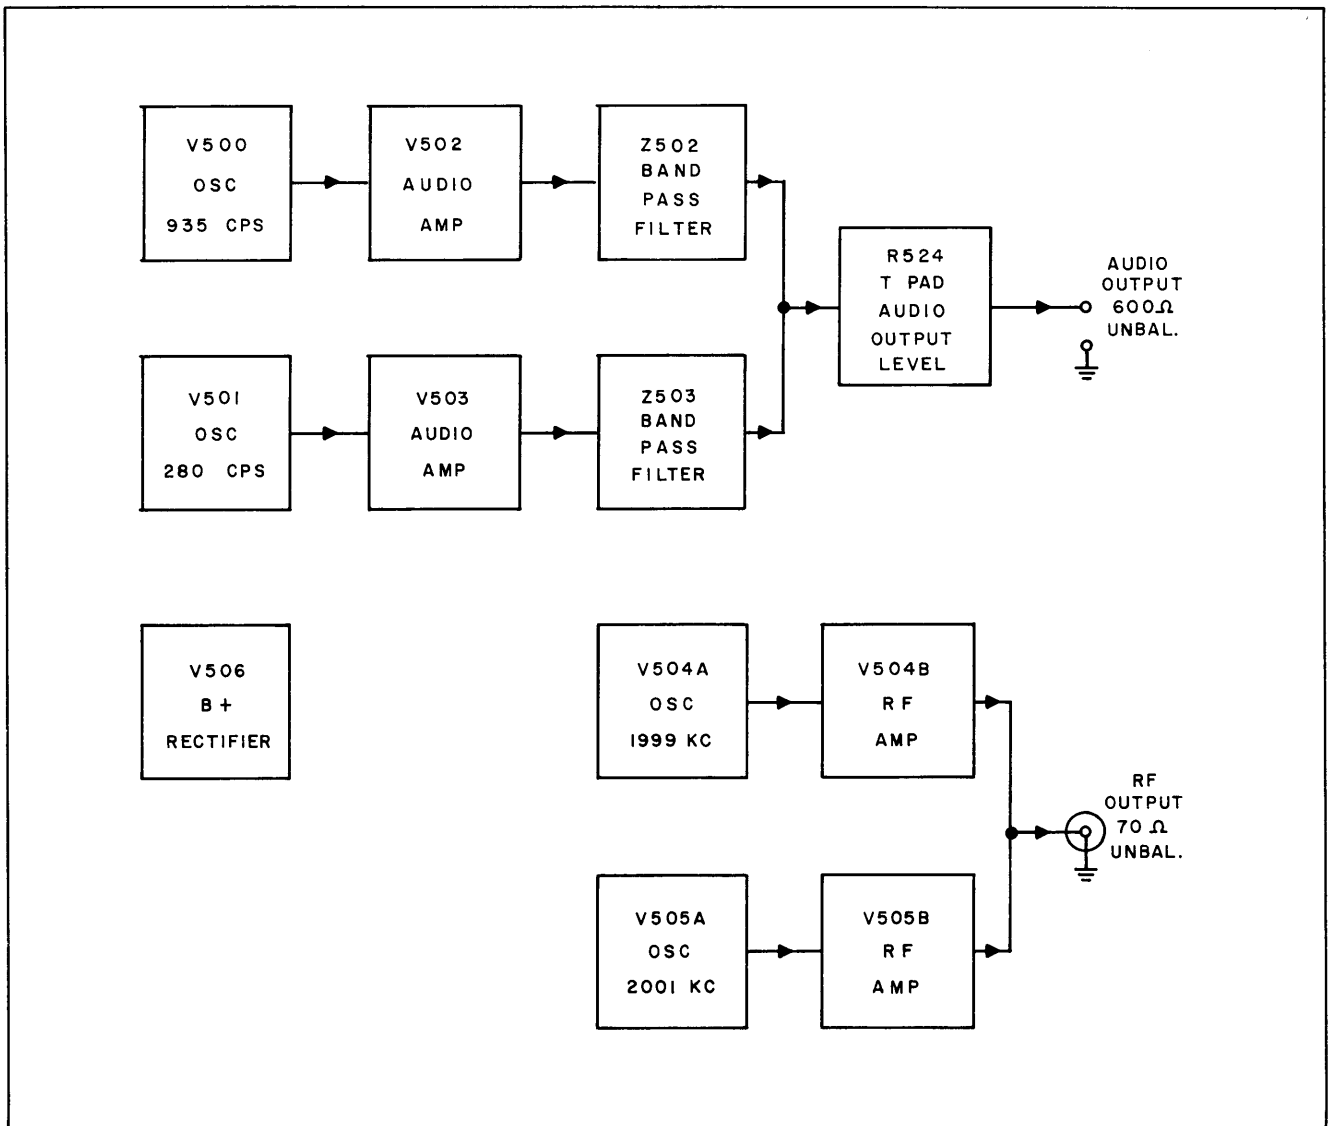 V500
OSC
935 CPS
V502
AUDIO
AMP
Z502
BAND
PASS
FILTER
R524
T PAD
AUDIO
OUTPUT
LEVEL
AUDIO
OUTPUT
600Ω
UNBAL.
V501
OSC
280 CPS
V503
AUDIO
AMP
Z503
BAND
PASS
FILTER
V506
B+
RECTIFIER
V504A
OSC
1999 KC
V504B
RF
AMP
RF
OUTPUT
70 Ω
UNBAL.
V505A
OSC
2001 KC
V505B
RF
AMP